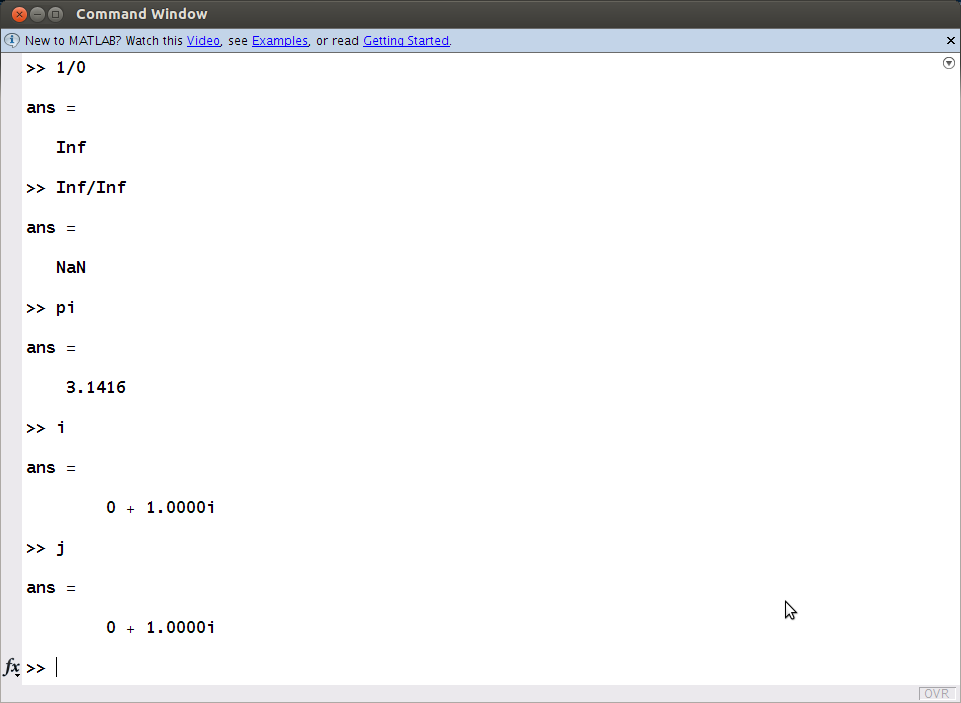 Command Window
New to MATLAB? Watch this Video, see Examples, or read Getting Started.
>> 1/0
ans =
Inf
>> Inf/Inf
ans =
NaN
>> pi
ans =
3.1416
>> i
ans =
0 + 1.0000i
>> j
ans =
0 + 1.0000i
fx >>
OVR